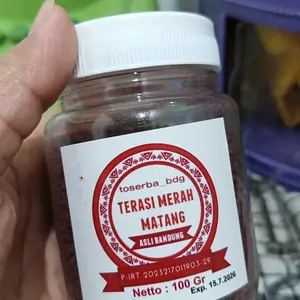 toserba_bdg
TERASI MERAH
MATANG
ASLI BANDUNG
P-IRT 2023217011903-29
Netto : 100 Gr
Exp. 15.7.2026